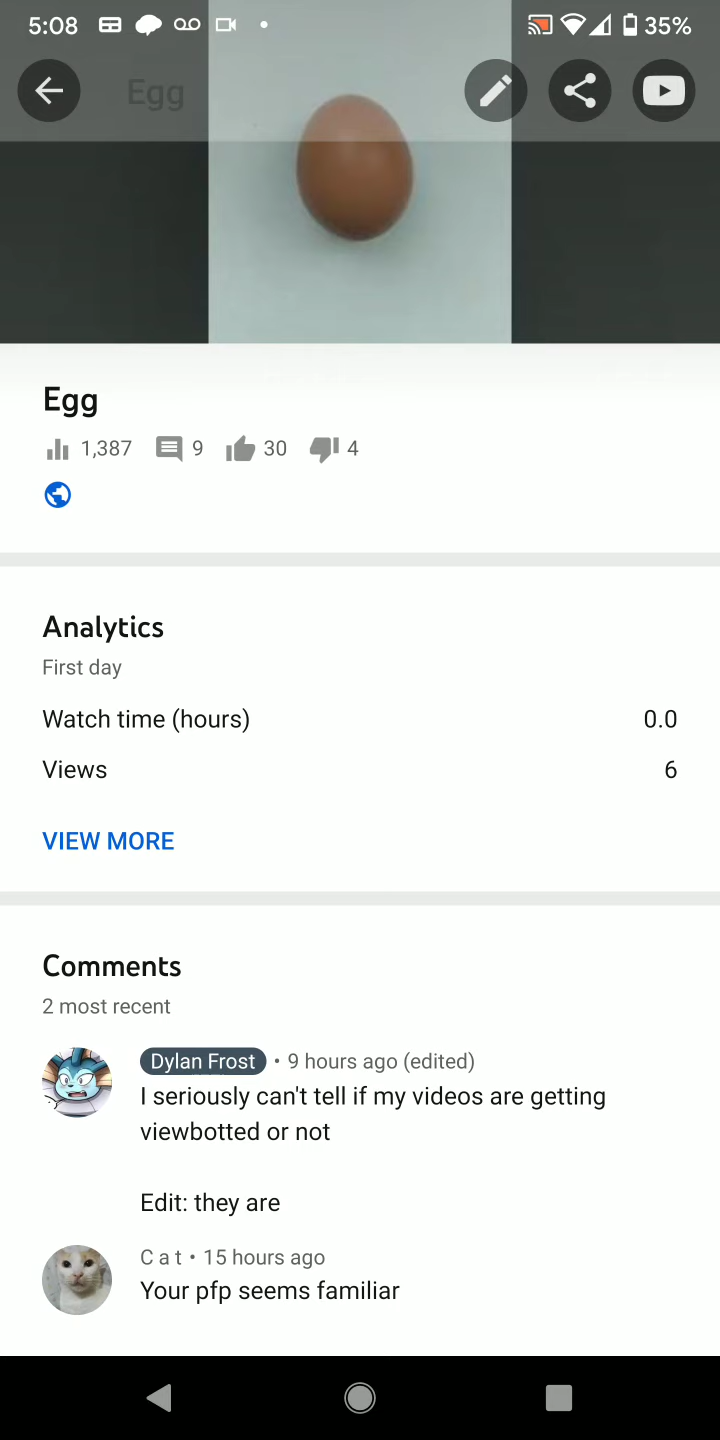 5:08
35%
Egg
Egg
1,387 9 30 4
Analytics
First day
Watch time (hours) 0.0
Views 6
VIEW MORE
Comments
2 most recent
Dylan Frost • 9 hours ago (edited)
I seriously can't tell if my videos are getting
viewbotted or not
Edit: they are
C a t • 15 hours ago
Your pfp seems familiar